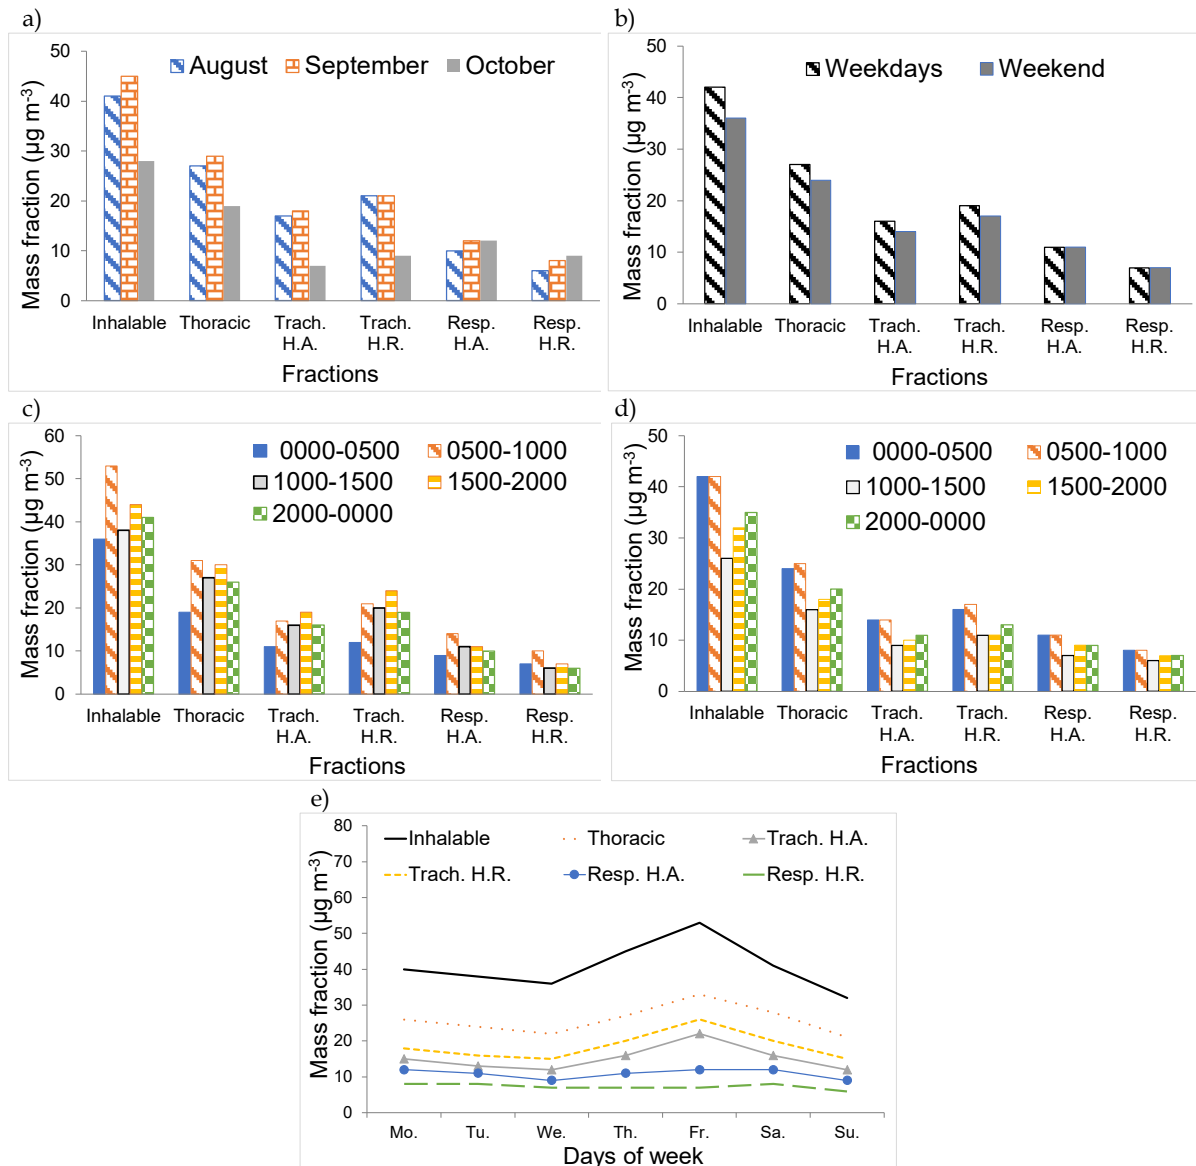 a)
50
40
30
20
10
0
Mass fraction (µg m-3)
August September October
Inhalable Thoracic Trach. H.A. Trach. H.R. Resp. H.A. Resp. H.R.
Fractions
b)
50
40
30
20
10
0
Mass fraction (µg m-3)
Weekdays Weekend
Inhalable Thoracic Trach. H.A. Trach. H.R. Resp. H.A. Resp. H.R.
Fractions
c)
60
50
40
30
20
10
0
Mass fraction (µg m-3)
0000-0500 0500-1000
1000-1500 1500-2000
2000-0000
Inhalable Thoracic Trach. H.A. Trach. H.R. Resp. H.A. Resp. H.R.
Fractions
d)
50
40
30
20
10
0
Mass fraction (µg m-3)
0000-0500 0500-1000
1000-1500 1500-2000
2000-0000
Inhalable Thoracic Trach. H.A. Trach. H.R. Resp. H.A. Resp. H.R.
Fractions
e)
80
70
60
50
40
30
20
10
0
Mass fraction (µg m-3)
Inhalable Thoracic Trach. H.A.
Trach. H.R. Resp. H.A. Resp. H.R.
Mo. Tu. We. Th. Fr. Sa. Su.
Days of week